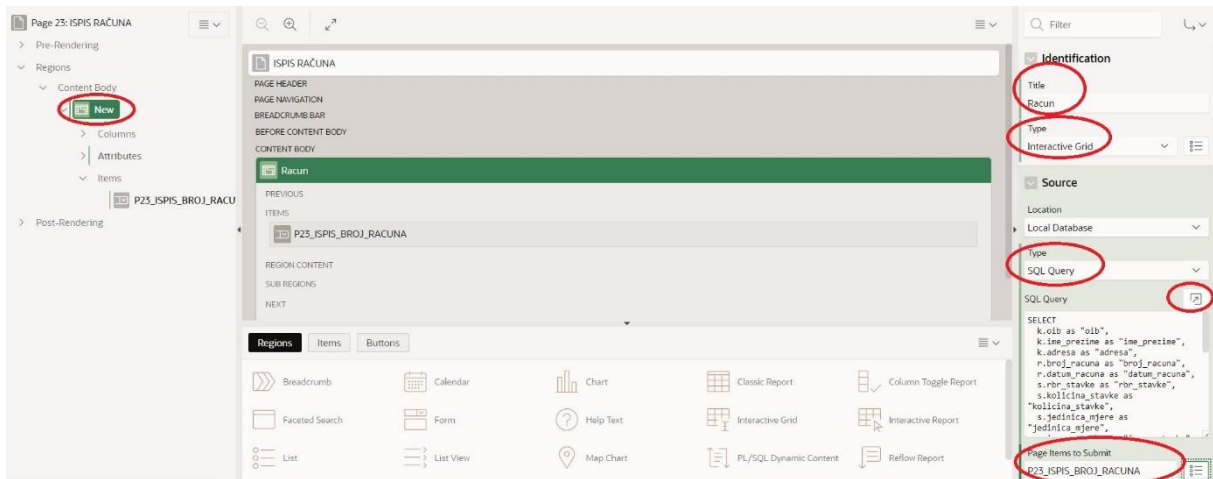 Page 23: ISPIS RAČUNA
Pre-Rendering
Regions
Content Body
New
Columns
Attributes
Items
P23_ISPIS_BROJ_RACU
Post-Rendering
ISPIS RAČUNA
PAGE HEADER
PAGE NAVIGATION
BREADCRUMB BAR
BEFORE CONTENT BODY
CONTENT BODY
Racun
PREVIOUS
ITEMS
P23_ISPIS_BROJ_RACUNA
REGION CONTENT
SUB REGIONS
NEXT
Regions Items Buttons
Breadcrumb Calendar Chart Classic Report Column Toggle Report
Faceted Search Form Help Text Interactive Grid Interactive Report
List List View Map Chart PL/SQL Dynamic Content Reflow Report
Filter
Identification
Title
Racun
Type
Interactive Grid
Source
Location
Local Database
Type
SQL Query
SQL Query
SELECT
k.oib as "oib",
k.ime_prezime as "ime_prezime",
k.adresa as "adresa",
r.broj_racuna as "broj_racuna",
r.datum_racuna as "datum_racuna",
s.rbr_stavke as "rbr_stavke",
s.kolicina_stavke as
"kolicina_stavke",
s.jedinica_mjere as
"jedinica_mjere",
Page Items to Submit
P23_ISPIS_BROJ_RACUNA